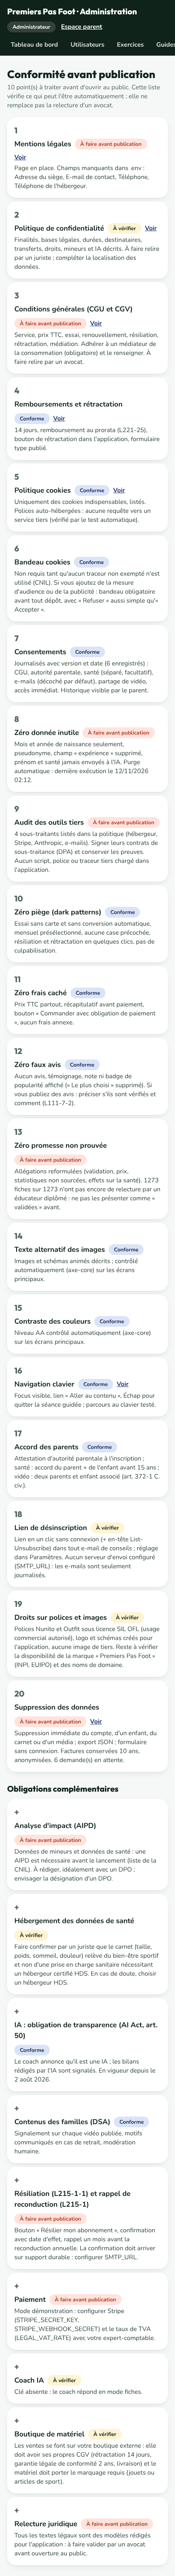 Premiers Pas Foot · Administration
Administrateur Espace parent
Tableau de bord Utilisateurs Exercices Guides
Conformité avant publication
10 point(s) à traiter avant d'ouvrir au public. Cette liste
vérifie ce qui peut l'être automatiquement ; elle ne
remplace pas la relecture d'un avocat.
1
Mentions légales À faire avant publication
Voir
Page en place. Champs manquants dans .env :
Adresse du siège, E-mail de contact, Téléphone,
Téléphone de l'hébergeur.
2
Politique de confidentialité À vérifier Voir
Finalités, bases légales, durées, destinataires,
transferts, droits, mineurs et IA décrits. À faire relire
par un juriste ; compléter la localisation des
données.
3
Conditions générales (CGU et CGV)
À faire avant publication Voir
Service, prix TTC, essai, renouvellement, résiliation,
rétractation, médiation. Adhérer à un médiateur de
la consommation (obligatoire) et le renseigner. À
faire relire par un avocat.
4
Remboursements et rétractation
Conforme Voir
14 jours, remboursement au prorata (L221-25),
bouton de rétractation dans l'application, formulaire
type publié.
5
Politique cookies Conforme Voir
Uniquement des cookies indispensables, listés.
Polices auto-hébergées : aucune requête vers un
service tiers (vérifié par le test automatique).
6
Bandeau cookies Conforme
Non requis tant qu'aucun traceur non exempté n'est
utilisé (CNIL). Si vous ajoutez de la mesure
d'audience ou de la publicité : bandeau obligatoire
avant tout dépôt, avec « Refuser » aussi simple qu'«
Accepter ».
7
Consentements Conforme
Journalisés avec version et date (6 enregistrés) :
CGU, autorité parentale, santé (séparé, facultatif),
e-mails (décoché par défaut), partage de vidéo,
accès immédiat. Historique visible par le parent.
8
Zéro donnée inutile À faire avant publication
Mois et année de naissance seulement,
pseudonyme, champ « expérience » supprimé,
prénom et santé jamais envoyés à l'IA. Purge
automatique : dernière exécution le 12/11/2026
02:12.
9
Audit des outils tiers À faire avant publication
4 sous-traitants listés dans la politique (hébergeur,
Stripe, Anthropic, e-mails). Signer leurs contrats de
sous-traitance (DPA) et conserver les preuves.
Aucun script, police ou traceur tiers chargé dans
l'application.
10
Zéro piège (dark patterns) Conforme
Essai sans carte et sans conversion automatique,
mensuel présélectionné, aucune case précochée,
résiliation et rétractation en quelques clics, pas de
culpabilisation.
11
Zéro frais caché Conforme
Prix TTC partout, récapitulatif avant paiement,
bouton « Commander avec obligation de paiement
», aucun frais annexe.
12
Zéro faux avis Conforme
Aucun avis, témoignage, note ni badge de
popularité affiché (« Le plus choisi » supprimé). Si
vous publiez des avis : préciser s'ils sont vérifiés et
comment (L111-7-2).
13
Zéro promesse non prouvée
À faire avant publication
Allégations reformulées (validation, prix,
statistiques non sourcées, effets sur la santé). 1273
fiches sur 1273 n'ont pas encore de relecture par un
éducateur diplômé : ne pas les présenter comme «
validées » avant.
14
Texte alternatif des images Conforme
Images et schémas animés décrits ; contrôle
automatique (axe-core) sur les écrans
principaux.
15
Contraste des couleurs Conforme
Niveau AA contrôlé automatiquement (axe-core)
sur les écrans principaux.
16
Navigation clavier Conforme Voir
Focus visible, lien « Aller au contenu », Échap pour
quitter la séance guidée ; parcours au clavier testé.
17
Accord des parents Conforme
Attestation d'autorité parentale à l'inscription ;
santé : accord du parent + de l'enfant avant 15 ans ;
vidéo : deux parents et enfant associé (art. 372-1 C.
civ.).
18
Lien de désinscription À vérifier
Lien en un clic sans connexion (+ en-tête List-
Unsubscribe) dans tout e-mail de conseils ; réglage
dans Paramètres. Aucun serveur d'envoi configuré
(SMTP_URL) : les e-mails sont seulement
journalisés.
19
Droits sur polices et images À vérifier
Polices Nunito et Outfit sous licence SIL OFL (usage
commercial autorisé), logo et schémas créés pour
l'application, aucune image de tiers. Reste à vérifier
la disponibilité de la marque « Premiers Pas Foot »
(INPI, EUIPO) et des noms de domaine.
20
Suppression des données
À faire avant publication Voir
Suppression immédiate du compte, d'un enfant, du
carnet ou d'un média ; export JSON ; formulaire
sans connexion. Factures conservées 10 ans,
anonymisées. 6 demande(s) en attente.
Obligations complémentaires
+
Analyse d'impact (AIPD)
À faire avant publication
Données de mineurs et données de santé : une
AIPD est nécessaire avant le lancement (liste de la
CNIL). À rédiger, idéalement avec un DPO ;
envisager la désignation d'un DPO.
+
Hébergement des données de santé
À vérifier
Faire confirmer par un juriste que le carnet (taille,
poids, sommeil, douleur) relève du bien-être sportif
et non d'une prise en charge sanitaire nécessitant
un hébergeur certifié HDS. En cas de doute, choisir
un hébergeur HDS.
+
IA : obligation de transparence (AI Act, art.
50)
Conforme
Le coach annonce qu'il est une IA ; les bilans
rédigés par l'IA sont signalés. En vigueur depuis le
2 août 2026.
+
Contenus des familles (DSA) Conforme
Signalement sur chaque vidéo publiée, motifs
communiqués en cas de retrait, modération
humaine.
+
Résiliation (L215-1-1) et rappel de
reconduction (L215-1)
À faire avant publication
Bouton « Résilier mon abonnement », confirmation
avec date d'effet, rappel un mois avant la
reconduction annuelle. La confirmation doit arriver
sur support durable : configurer SMTP_URL.
+
Paiement À faire avant publication
Mode démonstration : configurer Stripe
(STRIPE_SECRET_KEY,
STRIPE_WEBHOOK_SECRET) et le taux de TVA
(LEGAL_VAT_RATE) avec votre expert-comptable.
+
Coach IA À vérifier
Clé absente : le coach répond en mode fiches.
+
Boutique de matériel À vérifier
Les ventes se font sur votre boutique externe : elle
doit avoir ses propres CGV (rétractation 14 jours,
garantie légale de conformité 2 ans, livraison) et le
matériel doit porter le marquage requis (jouets ou
articles de sport).
+
Relecture juridique À faire avant publication
Tous les textes légaux sont des modèles rédigés
pour l'application : à faire valider par un avocat
avant ouverture au public.